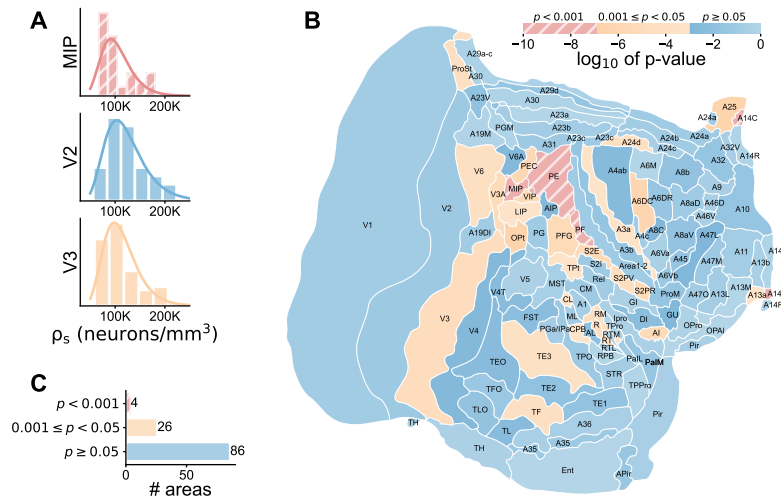 A
MIP
100K 200K
V2
100K 200K
V3
100K 200K
ρs (neurons/mm³)
C
p < 0.001
4
0.001 ≤ p < 0.05
26
p ≥ 0.05
86
0 50
# areas
B
p < 0.001 0.001 ≤ p < 0.05 p ≥ 0.05
−10 −8 −6 −4 −2 0
log₁₀ of p-value
A29a-c
ProSt
A30
A29d
A30
A23V
A23a
A25
A24a
A14C
A19M
PGM
A23b
A23c
A23c
A24d
A24b
A24a
A24c
A32V
A31
V6A
PEC
A14R
A32
V6
PE
A4ab
A6M
A8b
V3A
MIP
VIP
A9
V2
LIP
AIP
A6DC
A6DR
A8aD
A46D
A10
A46V
V1
A19DI
OPt
PG
PFG
PF
A3a
A4c
A8C
A8aV
A47L
S2E
A3b
A6Va
A45
A47M
A11
A13b
V5
TPt
S2I
Area1-2
MST
ReI
S2PV
A6Vb
V4T
CM
S2PR
ProM
A47O
A13L
A13M
A13a
CL
A1
GI
V3
V4
FST
ML
RM
Ipro
DI
GU
OPro
OPAl
PGa/IPa
CPB
R
TPro
AL
RTM
AI
RT
Pir
TEO
TE3
TPO
RTL
RPB
PaIL
PaIM
TFO
TE2
STR
TPPro
TLO
TF
TE1
Pir
TH
TL
A36
A35
A35
TH
Ent
APir